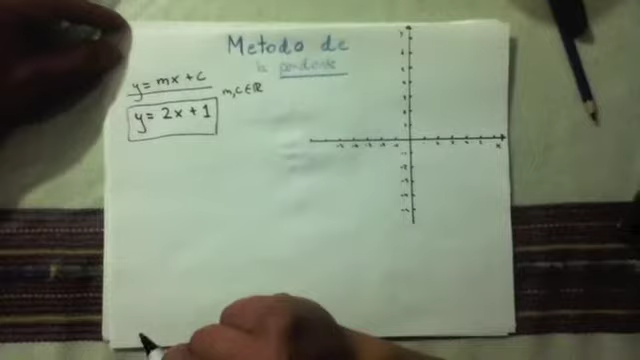 Metodo de
la pendiente
y = mx + c
m, c ∈ ℝ
y = 2x + 1